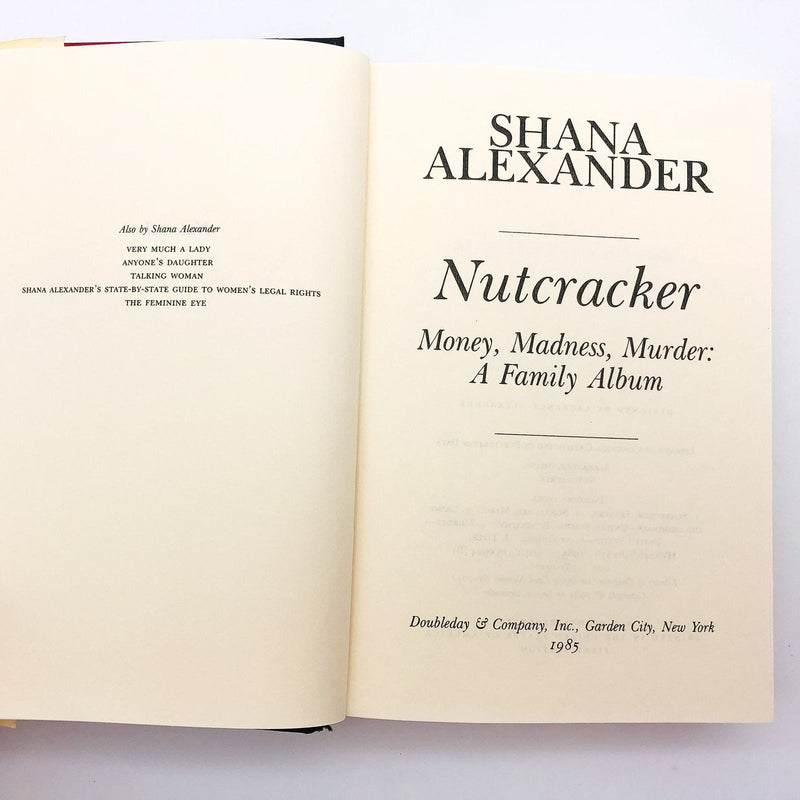 Also by Shana Alexander
VERY MUCH A LADY
ANYONE'S DAUGHTER
TALKING WOMAN
SHANA ALEXANDER'S STATE-BY-STATE GUIDE TO WOMEN'S LEGAL RIGHTS
THE FEMININE EYE
SHANA
ALEXANDER
Nutcracker
Money, Madness, Murder:
A Family Album
Doubleday & Company, Inc., Garden City, New York
1985